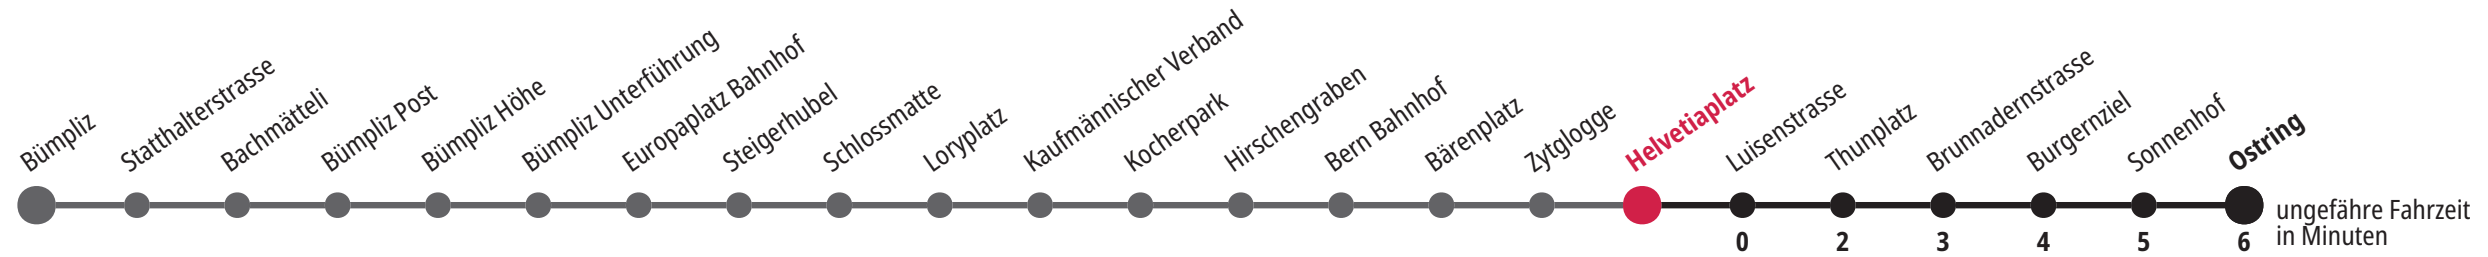 Bümpliz
Statthalterstrasse
Bachmätteli
Bümpliz Post
Bümpliz Höhe
Bümpliz Unterführung
Europaplatz Bahnhof
Steigerhubel
Schlossmatte
Loryplatz
Kaufmännischer Verband
Kocherpark
Hirschengraben
Bern Bahnhof
Bärenplatz
Zytglogge
Helvetiaplatz
Luisenstrasse
Thunplatz
Brunnadernstrasse
Burgernziel
Sonnenhof
Ostring
0 2 3 4 5 6
ungefähre Fahrzeit
in Minuten